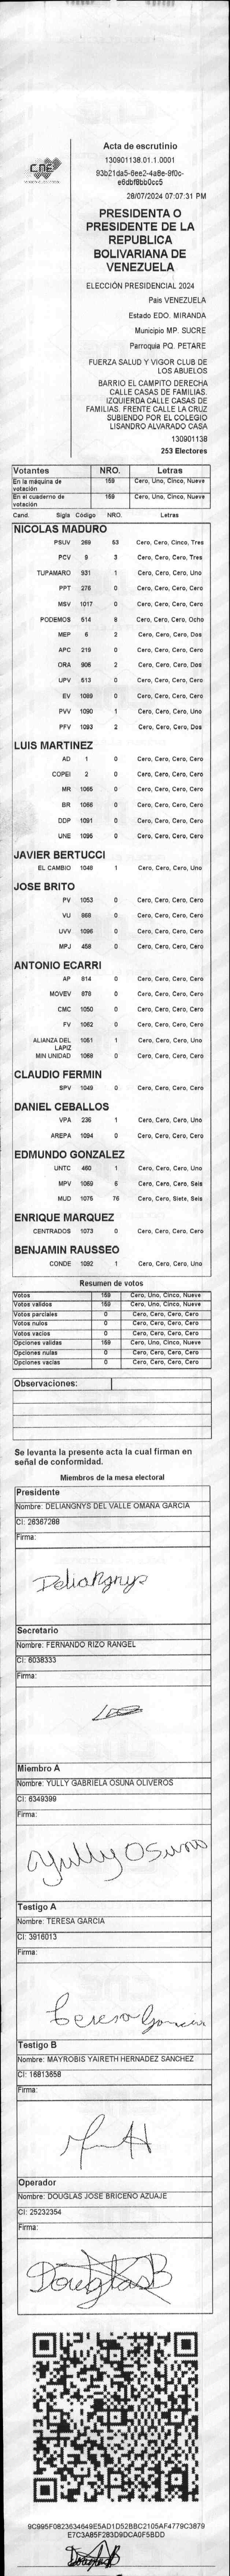 CNE
Acta de escrutinio
130901138.01.1.0001
93b21da5-6ee2-4a8e-9f0c-
e6dbf8bb0cc5
28/07/2024 07:07:31 PM
PRESIDENTA O
PRESIDENTE DE LA
REPUBLICA
BOLIVARIANA DE
VENEZUELA
ELECCIÓN PRESIDENCIAL 2024
Pais VENEZUELA
Estado EDO. MIRANDA
Municipio MP. SUCRE
Parroquia PQ. PETARE
FUERZA SALUD Y VIGOR CLUB DE
LOS ABUELOS
BARRIO EL CAMPITO DERECHA
CALLE CASAS DE FAMILIAS.
IZQUIERDA CALLE CASAS DE
FAMILIAS. FRENTE CALLE LA CRUZ
SUBIENDO POR EL COLEGIO
LISANDRO ALVARADO CASA
130901138
253 Electores
Votantes NRO. Letras
En la máquina de votación 159 Cero, Uno, Cinco, Nueve
En el cuaderno de votación 159 Cero, Uno, Cinco, Nueve
Cand. Sigla Código NRO. Letras
NICOLAS MADURO
PSUV 269 53 Cero, Cero, Cinco, Tres
PCV 9 3 Cero, Cero, Cero, Tres
TUPAMARO 931 1 Cero, Cero, Cero, Uno
PPT 276 0 Cero, Cero, Cero, Cero
MSV 1017 0 Cero, Cero, Cero, Cero
PODEMOS 514 8 Cero, Cero, Cero, Ocho
MEP 6 2 Cero, Cero, Cero, Dos
APC 219 0 Cero, Cero, Cero, Cero
ORA 906 2 Cero, Cero, Cero, Dos
UPV 513 0 Cero, Cero, Cero, Cero
EV 1089 0 Cero, Cero, Cero, Cero
PVV 1090 1 Cero, Cero, Cero, Uno
PFV 1093 2 Cero, Cero, Cero, Dos
LUIS MARTINEZ
AD 1 0 Cero, Cero, Cero, Cero
COPEI 2 0 Cero, Cero, Cero, Cero
MR 1065 0 Cero, Cero, Cero, Cero
BR 1066 0 Cero, Cero, Cero, Cero
DDP 1091 0 Cero, Cero, Cero, Cero
UNE 1095 0 Cero, Cero, Cero, Cero
JAVIER BERTUCCI
EL CAMBIO 1048 1 Cero, Cero, Cero, Uno
JOSE BRITO
PV 1053 0 Cero, Cero, Cero, Cero
VU 868 0 Cero, Cero, Cero, Cero
UVV 1096 0 Cero, Cero, Cero, Cero
MPJ 458 0 Cero, Cero, Cero, Cero
ANTONIO ECARRI
AP 814 0 Cero, Cero, Cero, Cero
MOVEV 978 0 Cero, Cero, Cero, Cero
CMC 1050 0 Cero, Cero, Cero, Cero
FV 1062 0 Cero, Cero, Cero, Cero
ALIANZA DEL LAPIZ 1051 1 Cero, Cero, Cero, Uno
MIN UNIDAD 1068 0 Cero, Cero, Cero, Cero
CLAUDIO FERMIN
SPV 1049 0 Cero, Cero, Cero, Cero
DANIEL CEBALLOS
VPA 236 1 Cero, Cero, Cero, Uno
AREPA 1094 0 Cero, Cero, Cero, Cero
EDMUNDO GONZALEZ
UNTC 460 1 Cero, Cero, Cero, Uno
MPV 1069 6 Cero, Cero, Cero, Seis
MUD 1075 76 Cero, Cero, Siete, Seis
ENRIQUE MARQUEZ
CENTRADOS 1073 0 Cero, Cero, Cero, Cero
BENJAMIN RAUSSEO
CONDE 1092 1 Cero, Cero, Cero, Uno
Resumen de votos
Votos 159 Cero, Uno, Cinco, Nueve
Votos validos 159 Cero, Uno, Cinco, Nueve
Votos parciales 0 Cero, Cero, Cero, Cero
Votos nulos 0 Cero, Cero, Cero, Cero
Votos vacios 0 Cero, Cero, Cero, Cero
Opciones validas 159 Cero, Uno, Cinco, Nueve
Opciones nulas 0 Cero, Cero, Cero, Cero
Opciones vacias 0 Cero, Cero, Cero, Cero
Observaciones:
Se levanta la presente acta la cual firman en
señal de conformidad.
Miembros de la mesa electoral
Presidente
Nombre: DELIANGNYS DEL VALLE OMAÑA GARCIA
CI: 26367288
Firma:
Deliangnys
Secretario
Nombre: FERNANDO RIZO RANGEL
CI: 6038333
Firma:
Miembro A
Nombre: YULLY GABRIELA OSUNA OLIVEROS
CI: 6349399
Firma:
Yully Osuna
Testigo A
Nombre: TERESA GARCIA
CI: 3916013
Firma:
Teresa Garcia
Testigo B
Nombre: MAYROBIS YAIRETH HERNADEZ SANCHEZ
CI: 16813658
Firma:
Operador
Nombre: DOUGLAS JOSE BRICEÑO AZUAJE
CI: 25232354
Firma:
Douglas B
9C995F0823634649E5AD1D52BBC2105AF4779C3879
E7C3A85F283D9DCA0F5BDD
Douglas B